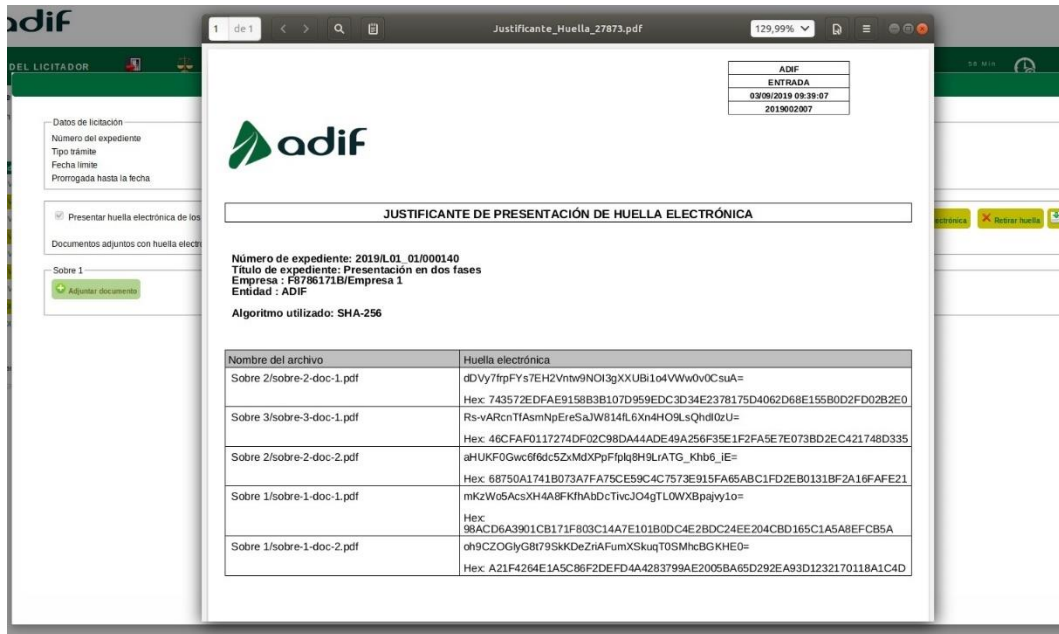 adif
DEL LICITADOR
58 Min
1 de 1
Justificante_Huella_27873.pdf
129,99%
ADIF
ENTRADA
03/09/2019 09:39:07
2019002007
adif
Datos de licitación
Número del expediente
Tipo trámite
Fecha límite
Prorrogada hasta la fecha
Presentar huella electrónica de los
ectrónica
Retirar huella
Documentos adjuntos con huella electró
Sobre 1
Adjuntar documento
JUSTIFICANTE DE PRESENTACIÓN DE HUELLA ELECTRÓNICA
Número de expediente: 2019/L01_01/000140
Título de expediente: Presentación en dos fases
Empresa : F8786171B/Empresa 1
Entidad : ADIF
Algoritmo utilizado: SHA-256
Nombre del archivo Huella electrónica
Sobre 2/sobre-2-doc-1.pdf dDVy7frpFYs7EH2Vntw9NOI3gXXUBi1o4VWw0v0CsuA=
Hex: 743572EDFAE9158B3B107D959EDC3D34E2378175D4062D68E155B0D2FD02B2E0
Sobre 3/sobre-3-doc-1.pdf Rs-vARcnTfAsmNpEreSaJW814fL6Xn4HO9LsQhdI0zU=
Hex: 46CFAF0117274DF02C98DA44ADE49A256F35E1F2FA5E7E073BD2EC421748D335
Sobre 2/sobre-2-doc-2.pdf aHUKF0Gwc6f6dc5ZxMdXPpFfplq8H9LrATG_Khb6_iE=
Hex: 68750A1741B073A7FA75CE59C4C7573E915FA65ABC1FD2EB0131BF2A16FAFE21
Sobre 1/sobre-1-doc-1.pdf mKzWo5AcsXH4A8FKfhAbDcTivcJO4gTL0WXBpajvy1o=
Hex:
98ACD6A3901CB171F803C14A7E101B0DC4E2BDC24EE204CBD165C1A5A8EFCB5A
Sobre 1/sobre-1-doc-2.pdf oh9CZOGlyG8t79SkKDeZriAFumXSkuqT0SMhcBGKHE0=
Hex: A21F4264E1A5C86F2DEFD4A4283799AE2005BA65D292EA93D1232170118A1C4D